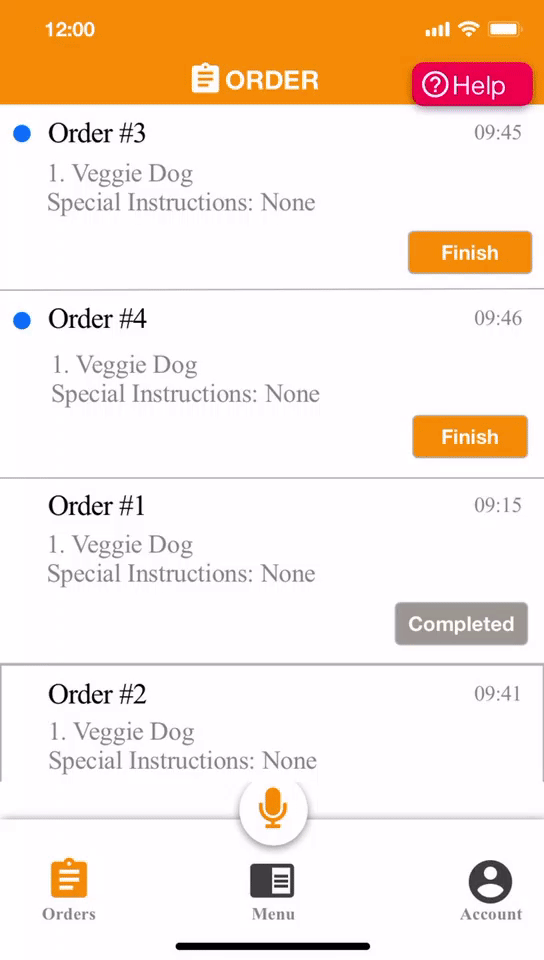 12:00
ORDER
Help
Order #3
09:45
1. Veggie Dog
Special Instructions: None
Finish
Order #4
09:46
1. Veggie Dog
Special Instructions: None
Finish
Order #1
09:15
1. Veggie Dog
Special Instructions: None
Completed
Order #2
09:41
1. Veggie Dog
Special Instructions: None
Orders
Menu
Account